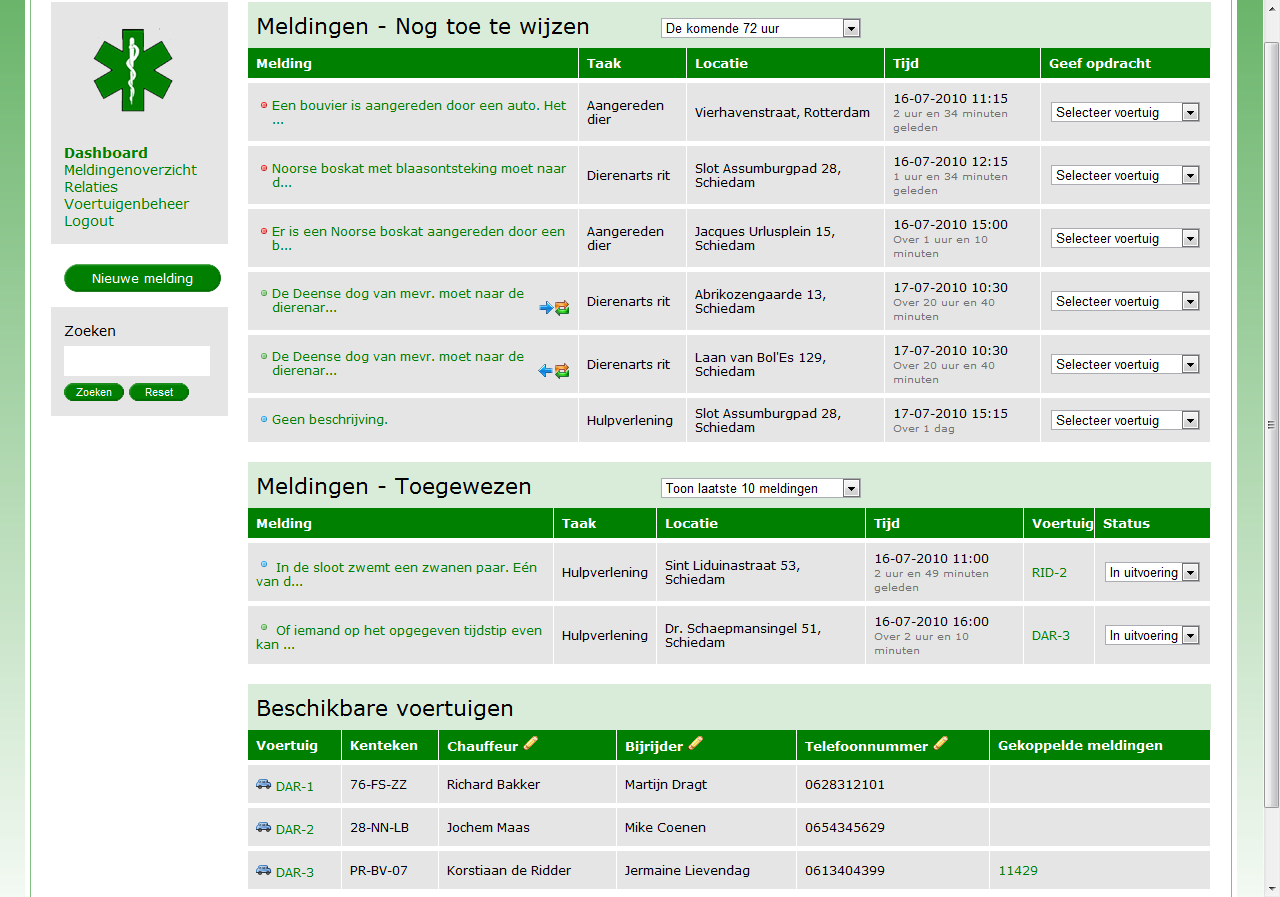 Dashboard
Meldingenoverzicht
Relaties
Voertuigenbeheer
Logout
Nieuwe melding
Zoeken
Zoeken Reset
Meldingen - Nog toe te wijzen De komende 72 uur
Melding Taak Locatie Tijd Geef opdracht
Een bouvier is aangereden door een auto. Het
...
Aangereden
dier
Vierhavenstraat, Rotterdam
16-07-2010 11:15
2 uur en 34 minuten
geleden
Selecteer voertuig
Noorse boskat met blaasontsteking moet naar
d...
Dierenarts rit
Slot Assumburgpad 28,
Schiedam
16-07-2010 12:15
1 uur en 34 minuten
geleden
Selecteer voertuig
Er is een Noorse boskat aangereden door een
b...
Aangereden
dier
Jacques Urlusplein 15,
Schiedam
16-07-2010 15:00
Over 1 uur en 10
minuten
Selecteer voertuig
De Deense dog van mevr. moet naar de
dierenar...
Dierenarts rit
Abrikozengaarde 13,
Schiedam
17-07-2010 10:30
Over 20 uur en 40
minuten
Selecteer voertuig
De Deense dog van mevr. moet naar de
dierenar...
Dierenarts rit
Laan van Bol'Es 129,
Schiedam
17-07-2010 10:30
Over 20 uur en 40
minuten
Selecteer voertuig
Geen beschrijving.
Hulpverlening
Slot Assumburgpad 28,
Schiedam
17-07-2010 15:15
Over 1 dag
Selecteer voertuig
Meldingen - Toegewezen Toon laatste 10 meldingen
Melding Taak Locatie Tijd Voertuig Status
In de sloot zwemt een zwanen paar. Eén
van d...
Hulpverlening
Sint Liduinastraat 53,
Schiedam
16-07-2010 11:00
2 uur en 49 minuten
geleden
RID-2
In uitvoering
Of iemand op het opgegeven tijdstip even
kan ...
Hulpverlening
Dr. Schaepmansingel 51,
Schiedam
16-07-2010 16:00
Over 2 uur en 10
minuten
DAR-3
In uitvoering
Beschikbare voertuigen
Voertuig Kenteken Chauffeur Bijrijder Telefoonnummer Gekoppelde meldingen
DAR-1 76-FS-ZZ Richard Bakker Martijn Dragt 0628312101
DAR-2 28-NN-LB Jochem Maas Mike Coenen 0654345629
DAR-3 PR-BV-07 Korstiaan de Ridder Jermaine Lievendag 0613404399 11429